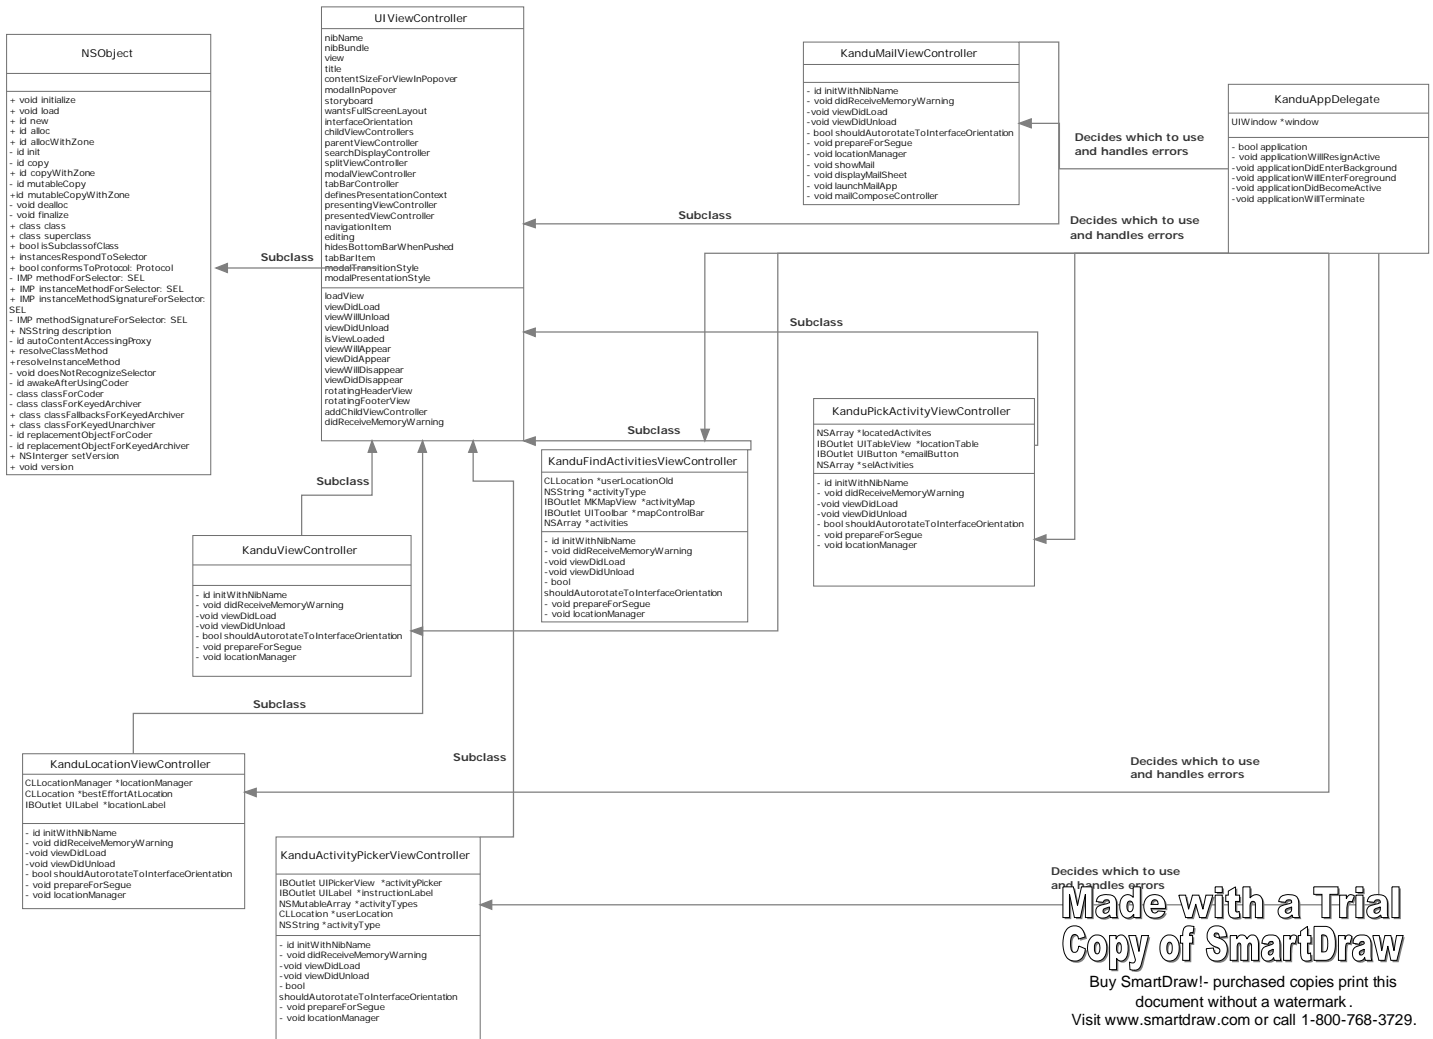 NSObject
+ void initialize
+ void load
+ id new
+ id alloc
+ id allocWithZone
- id init
- id copy
+ id copyWithZone
- id mutableCopy
+id mutableCopyWithZone
- void dealloc
- void finalize
+ class class
+ class superclass
+ bool isSubclassofClass
+ instancesRespondToSelector
+ bool conformsToProtocol: Protocol
- IMP methodForSelector: SEL
+ IMP instanceMethodForSelector: SEL
+ IMP instanceMethodSignatureForSelector:
SEL
- IMP methodSignatureForSelector: SEL
+ NSString description
- id autoContentAccessingProxy
+ resolveClassMethod
+resolveInstanceMethod
- void doesNotRecognizeSelector
- id awakeAfterUsingCoder
- class classForCoder
- class classForKeyedArchiver
+ class classFallbacksForKeyedArchiver
+ class classForKeyedUnarchiver
- id replacementObjectForCoder
- id replacementObjectForKeyedArchiver
+ NSInterger setVersion
+ void version
Subclass
UIViewController
nibName
nibBundle
view
title
contentSizeForViewInPopover
modalInPopover
storyboard
wantsFullScreenLayout
interfaceOrientation
childViewControllers
parentViewController
searchDisplayController
splitViewController
modalViewController
tabBarController
definesPresentationContext
presentingViewController
presentedViewController
navigationItem
editing
hidesBottomBarWhenPushed
tabBarItem
modalTransitionStyle
modalPresentationStyle
loadView
viewDidLoad
viewWillUnload
viewDidUnload
isViewLoaded
viewWillAppear
viewDidAppear
viewWillDisappear
viewDidDisappear
rotatingHeaderView
rotatingFooterView
addChildViewController
didReceiveMemoryWarning
KanduMailViewController
- id initWithNibName
- void didReceiveMemoryWarning
-void viewDidLoad
-void viewDidUnload
- bool shouldAutorotateToInterfaceOrientation
- void prepareForSegue
- void locationManager
- void showMail
- void displayMailSheet
- void launchMailApp
- void mailComposeController
Decides which to use
and handles errors
KanduAppDelegate
UIWindow *window
- bool application
- void applicationWillResignActive
-void applicationDidEnterBackground
-void applicationWillEnterForeground
-void applicationDidBecomeActive
-void applicationWillTerminate
Subclass
Decides which to use
and handles errors
Subclass
Subclass
KanduPickActivityViewController
NSArray *locatedActivites
IBOutlet UITableView *locationTable
IBOutlet UIButton *emailButton
NSArray *selActivities
- id initWithNibName
- void didReceiveMemoryWarning
-void viewDidLoad
-void viewDidUnload
- bool shouldAutorotateToInterfaceOrientation
- void prepareForSegue
- void locationManager
KanduFindActivitiesViewController
CLLocation *userLocationOld
NSString *activityType
IBOutlet MKMapView *activityMap
IBOutlet UIToolbar *mapControlBar
NSArray *activities
- id initWithNibName
- void didReceiveMemoryWarning
-void viewDidLoad
-void viewDidUnload
- bool
shouldAutorotateToInterfaceOrientation
- void prepareForSegue
- void locationManager
Subclass
KanduViewController
- id initWithNibName
- void didReceiveMemoryWarning
-void viewDidLoad
-void viewDidUnload
- bool shouldAutorotateToInterfaceOrientation
- void prepareForSegue
- void locationManager
Subclass
KanduLocationViewController
CLLocationManager *locationManager
CLLocation *bestEffortAtLocation
IBOutlet UILabel *locationLabel
- id initWithNibName
- void didReceiveMemoryWarning
-void viewDidLoad
-void viewDidUnload
- bool shouldAutorotateToInterfaceOrientation
- void prepareForSegue
- void locationManager
Subclass
Decides which to use
and handles errors
KanduActivityPickerViewController
IBOutlet UIPickerView *activityPicker
IBOutlet UILabel *instructionLabel
NSMutableArray *activityTypes
CLLocation *userLocation
NSString *activityType
- id initWithNibName
- void didReceiveMemoryWarning
-void viewDidLoad
-void viewDidUnload
- bool
shouldAutorotateToInterfaceOrientation
- void prepareForSegue
- void locationManager
Decides which to use
and handles errors
Made with a Trial
Copy of SmartDraw
Buy SmartDraw!- purchased copies print this
document without a watermark .
Visit www.smartdraw.com or call 1-800-768-3729.